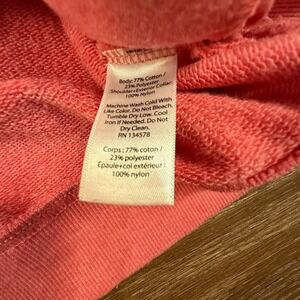 Body: 77% Cotton /
23% Polyester
Shoulder+Exterior Collar:
100% Nylon
Machine Wash Cold With
Like Color. Do Not Bleach.
Tumble Dry Low. Cool
Iron If Needed. Do Not
Dry Clean.
RN 134578
Corps : 77% coton /
23% polyester
Épaule+col extérieur :
100% nylon